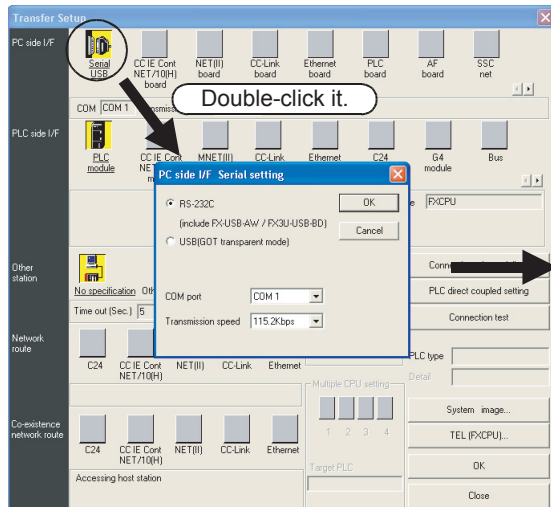 Transfer Setup
PC side I/F
Serial USB
CC IE Cont NET/10(H) board
NET(II) board
CC-Link board
Ethernet board
PLC board
AF board
SSC net
COM COM 1
Double-click it.
PLC side I/F
PLC module
CC IE Cont
MNET(II)
CC-Link
Ethernet
C24
G4 module
Bus
PC side I/F Serial setting
RS-232C
(include FX-USB-AW / FX3U-USB-BD)
USB(GOT transparent mode)
OK
Cancel
COM port COM 1
Transmission speed 115.2Kbps
FXCPU
Other station
No specification
Time out (Sec.) 5
PLC direct coupled setting
Connection test
Network route
C24
CC IE Cont NET/10(H)
NET(II)
CC-Link
Ethernet
PLC type
Detail
Multiple CPU setting
1 2 3 4
Target PLC
System image...
TEL (FXCPU)...
OK
Close
Co-existence network route
C24
CC IE Cont NET/10(H)
NET(II)
CC-Link
Ethernet
Accessing host station